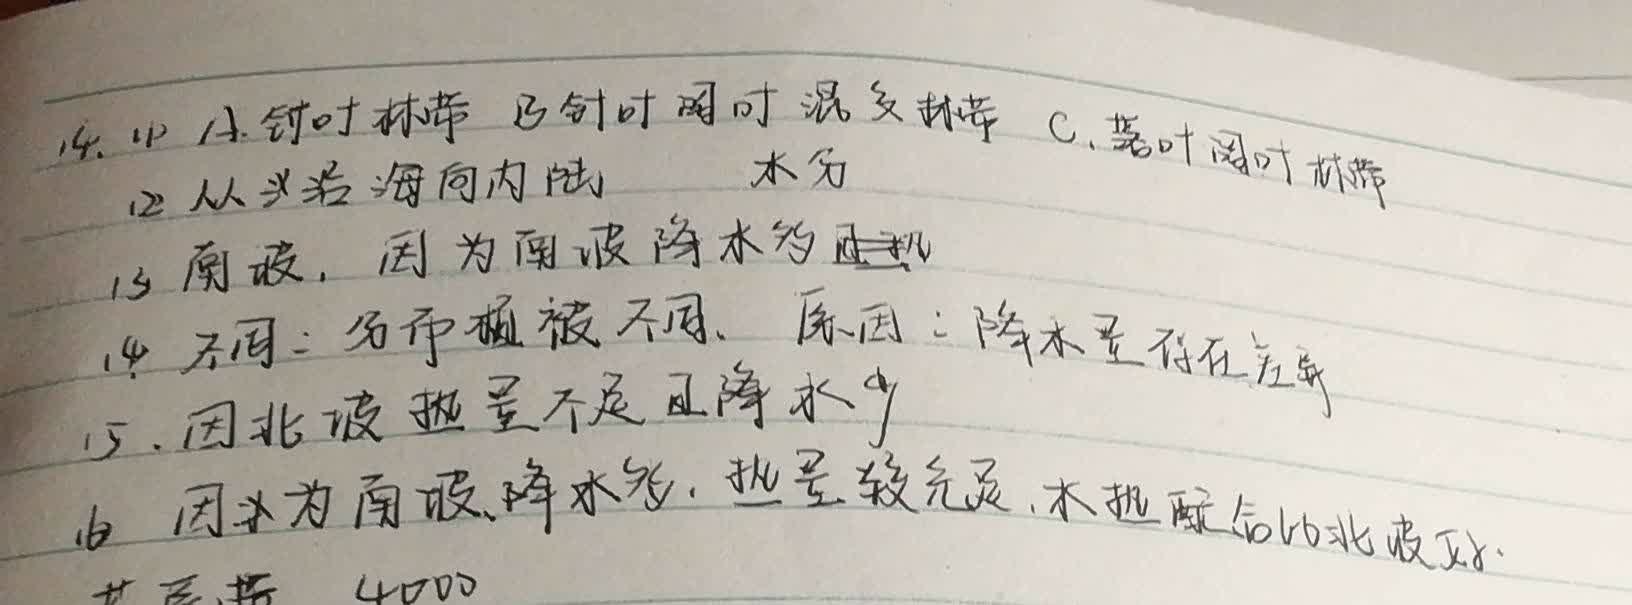 14. (1) A. 针叶林带 B 针叶阔叶混交林带 C. 落叶阔叶林带
(2) 从沿海向内陆 水分
(3) 南坡. 因为南坡降水多
(4) 不同: 分布植被不同. 原因: 降水量存在差异
(5). 因北坡热量不足且降水少
(6) 因为南坡降水多. 热量较充足. 水热配合比北坡好.
4000